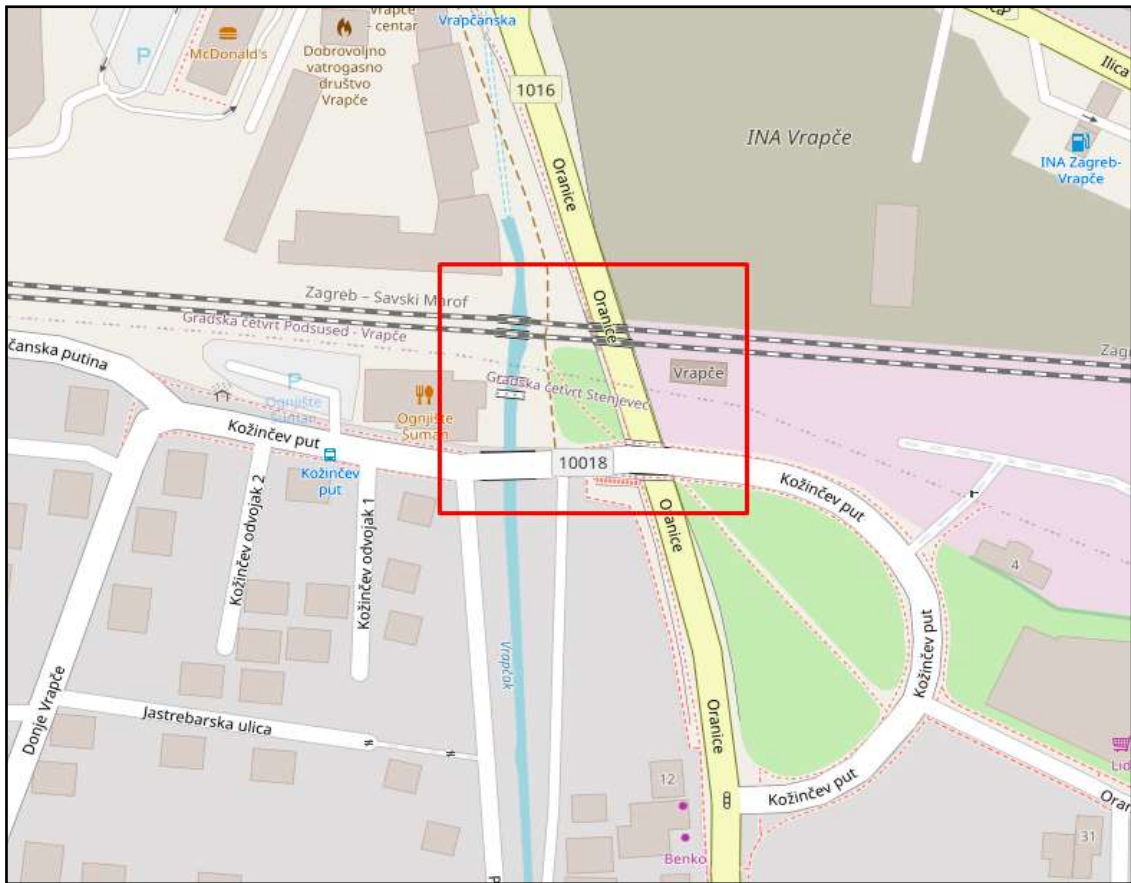 Vrapče
- centar
Vrapčanska
P
McDonald's
Dobrovoljno
vatrogasno
društvo
Vrapče
1016
Ilica
INA Vrapče
INA Zagreb-
Vrapče
Oranice
Zagreb – Savski Marof
Oranice
Gradska četvrt Podsused - Vrapče
Zagr
čanska putina
P
Ognjište
Šuman
Ognjište
Šuman
Gradska četvrt Stenjevec
Vrapče
Kožinčev put
Kožinčev
put
10018
Kožinčev put
Oranice
Kožinčev odvojak 2
Kožinčev odvojak 1
4
Kožinčev put
Vrapčak
Donje Vrapče
Jastrebarska ulica
Oranice
Lid
12
Kožinčev put
Oran
Benko
31
P